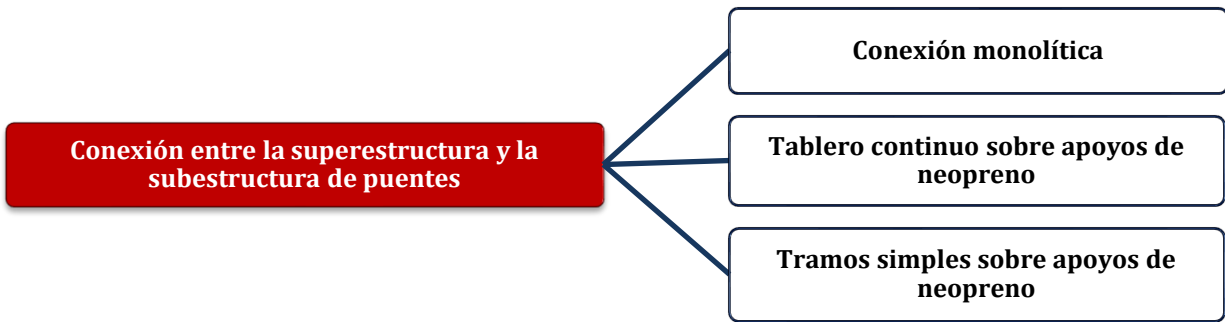 Conexión entre la superestructura y la
subestructura de puentes
Conexión monolítica
Tablero continuo sobre apoyos de
neopreno
Tramos simples sobre apoyos de
neopreno